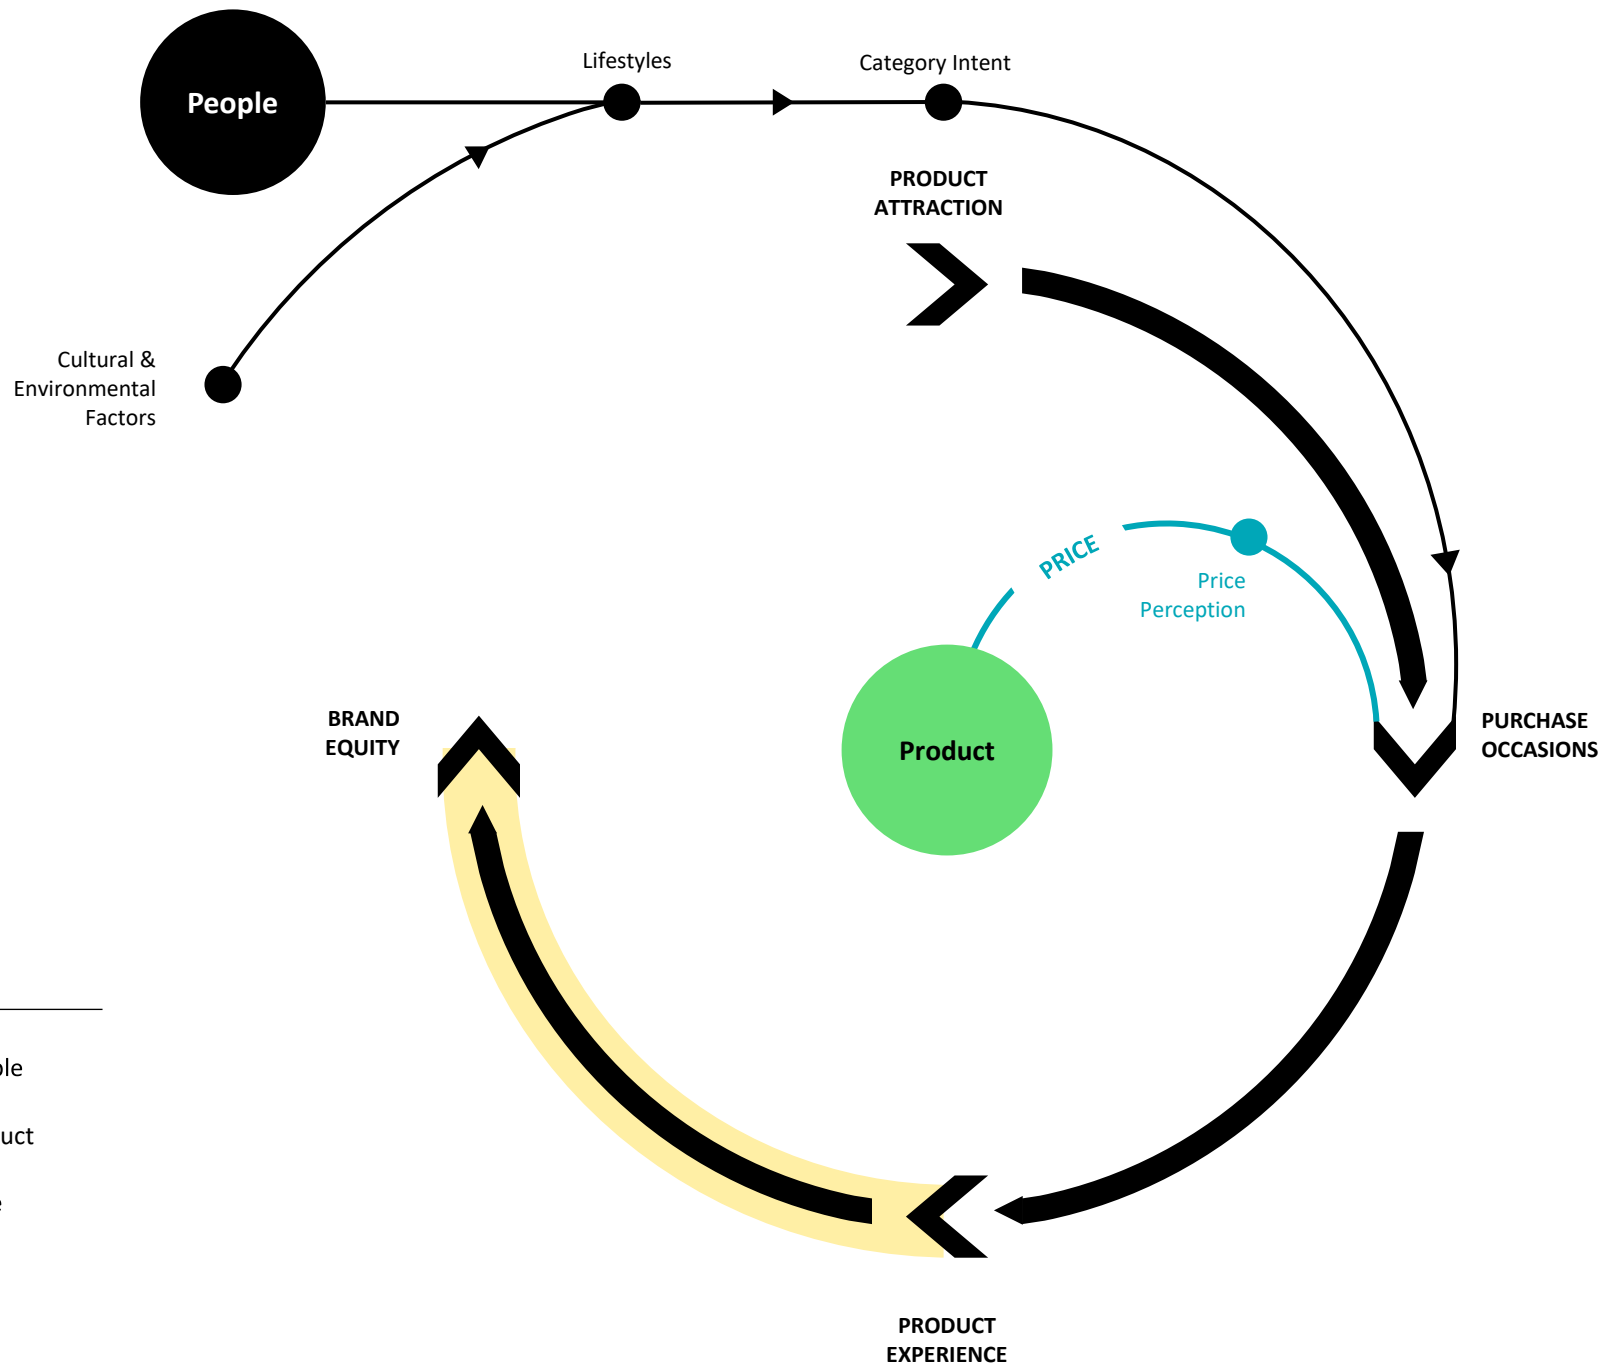 Lifestyles
Category Intent
People
PRODUCT
ATTRACTION
Cultural &
Environmental
Factors
PRICE
Price
Perception
BRAND
EQUITY
Product
PURCHASE
OCCASIONS
PRODUCT
EXPERIENCE